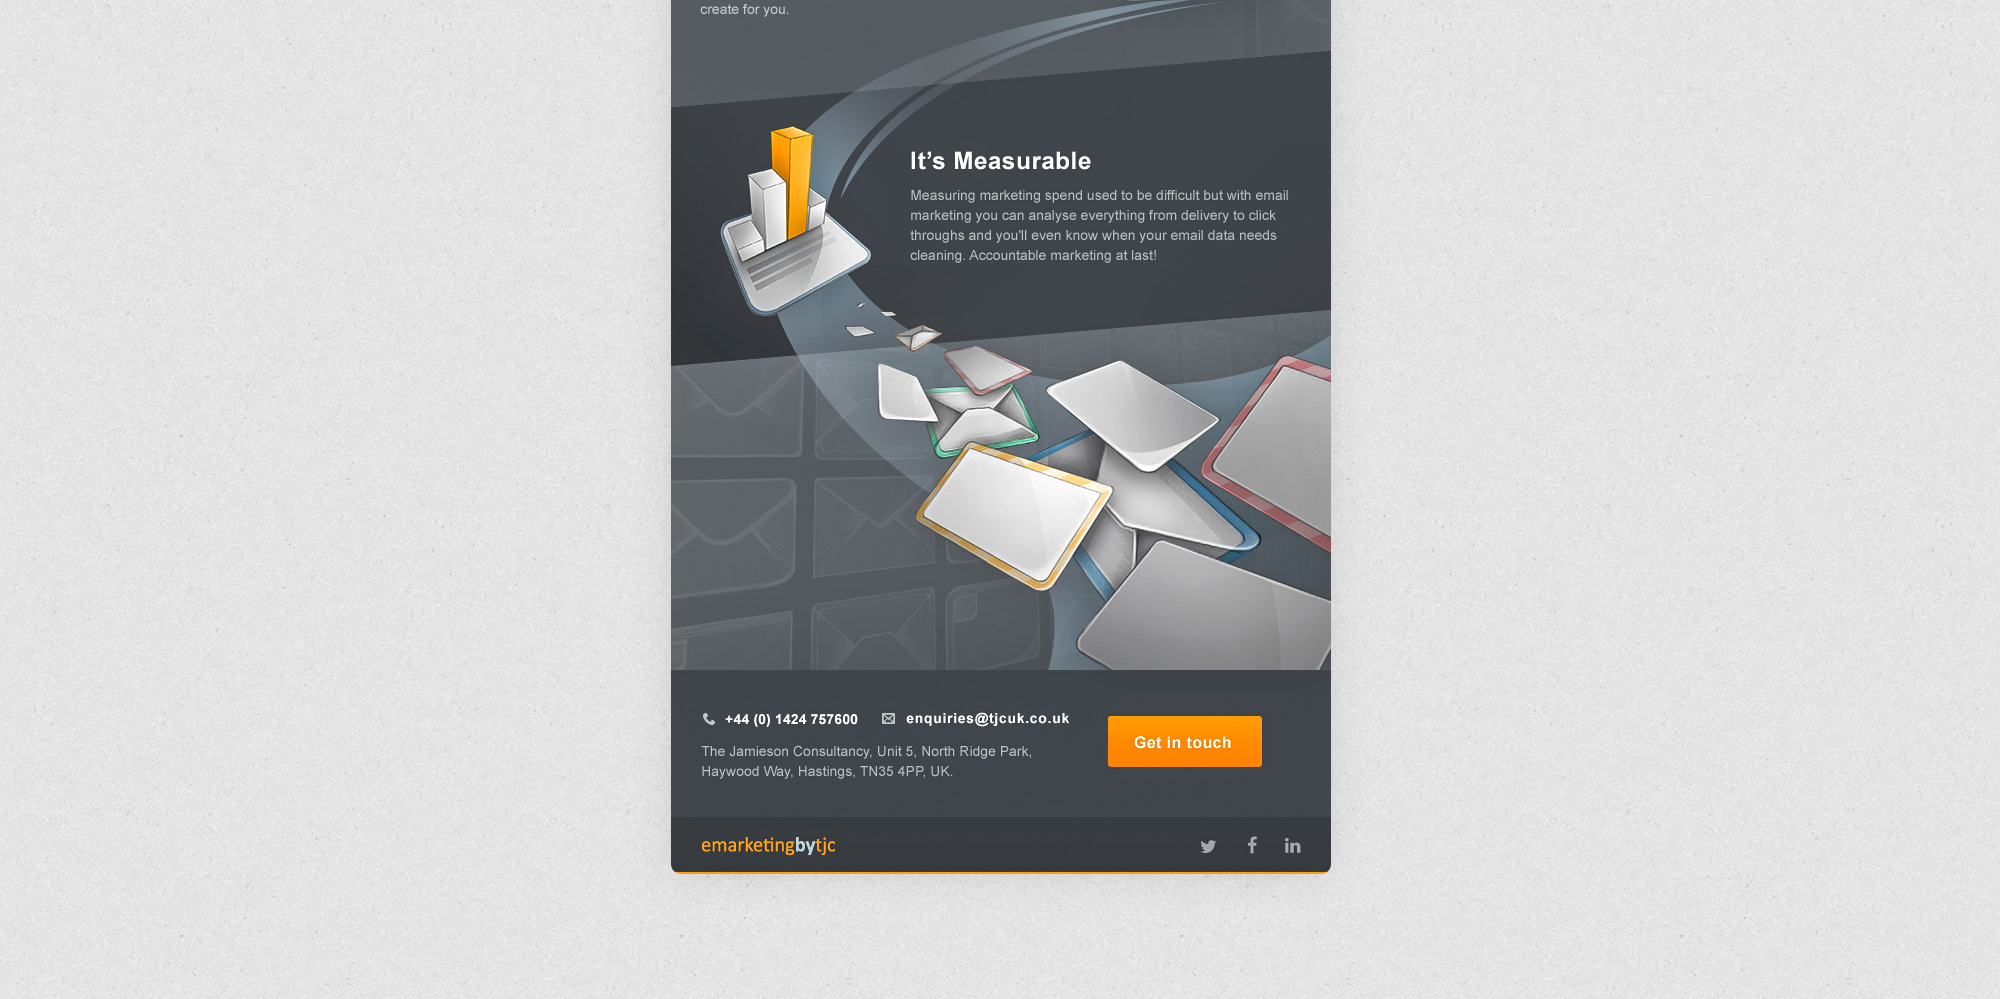 create for you.
It’s Measurable
Measuring marketing spend used to be difficult but with email
marketing you can analyse everything from delivery to click
throughs and you'll even know when your email data needs
cleaning. Accountable marketing at last!
+44 (0) 1424 757600 enquiries@tjcuk.co.uk
The Jamieson Consultancy, Unit 5, North Ridge Park,
Haywood Way, Hastings, TN35 4PP, UK.
Get in touch
emarketingbytjc